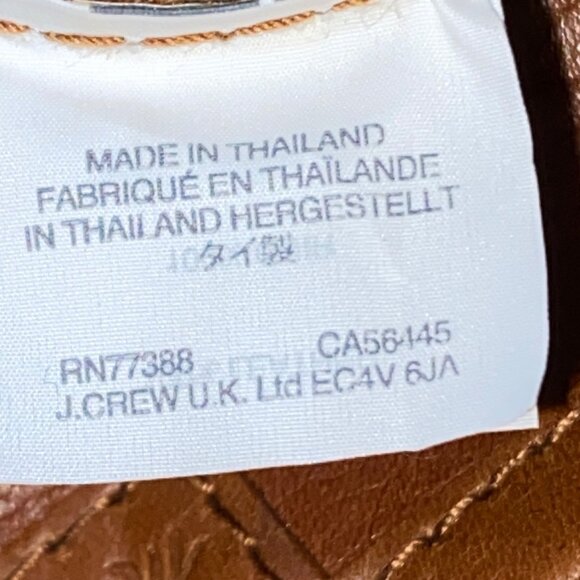 MADE IN THAILAND
FABRIQUÉ EN THAÏLANDE
IN THAILAND HERGESTELLT
タイ製
RN77388 CA56445
J.CREW U.K. Ltd EC4V 6JA